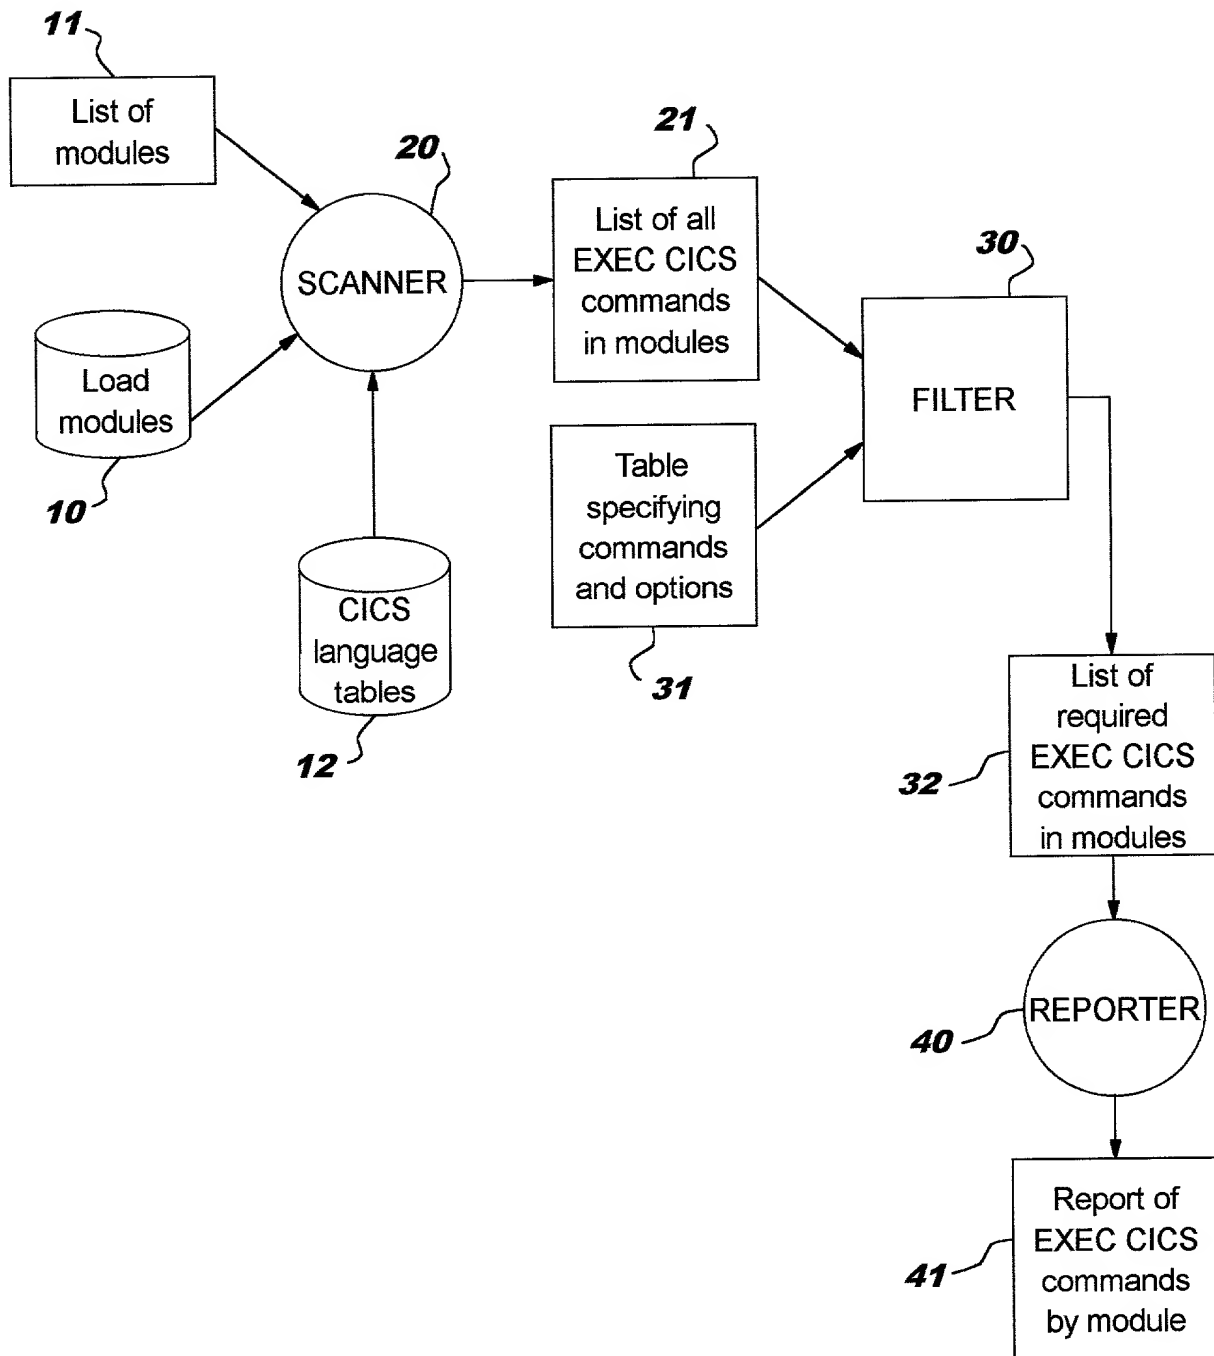 11
List of
modules
20
SCANNER
Load
modules
10
CICS
language
tables
12
21
List of all
EXEC CICS
commands
in modules
Table
specifying
commands
and options
31
30
FILTER
List of
required
EXEC CICS
commands
in modules
32
REPORTER
40
Report of
EXEC CICS
commands
by module
41